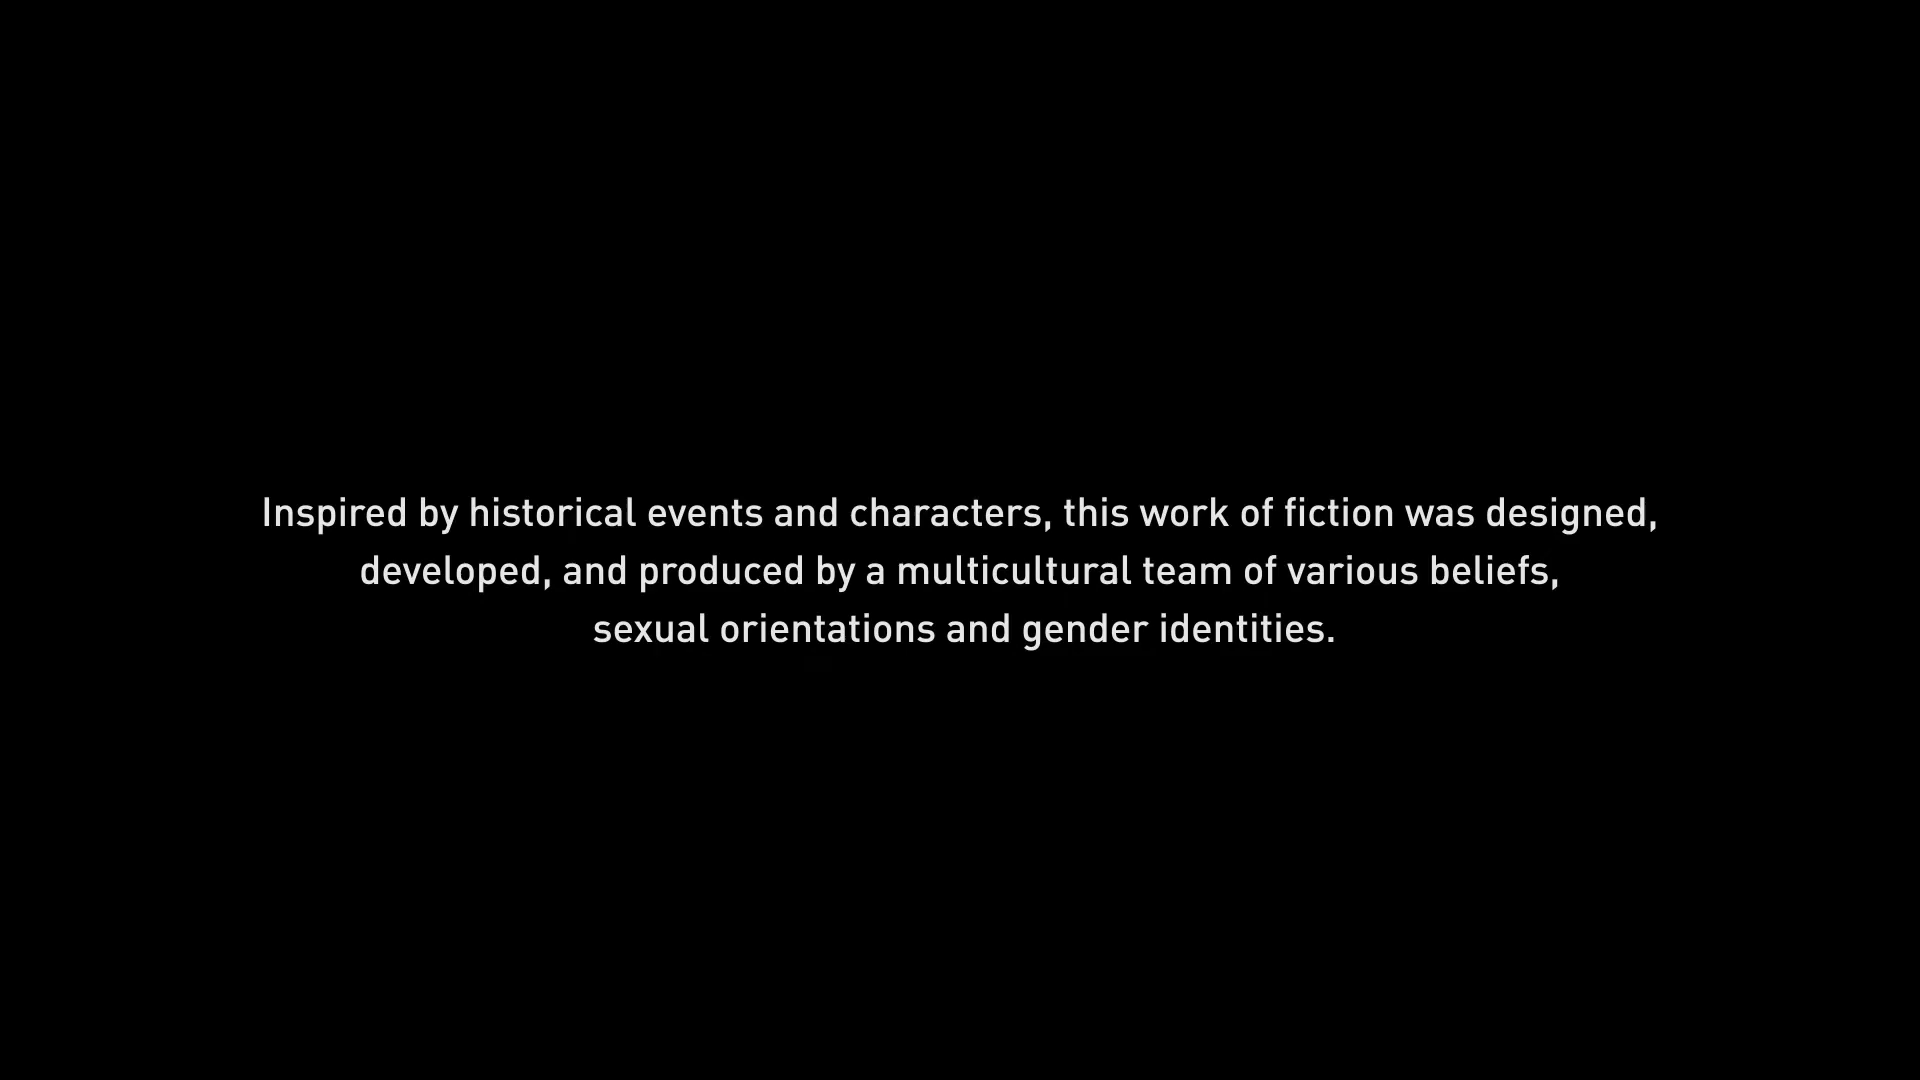 Inspired by historical events and characters, this work of fiction was designed,
developed, and produced by a multicultural team of various beliefs,
sexual orientations and gender identities.